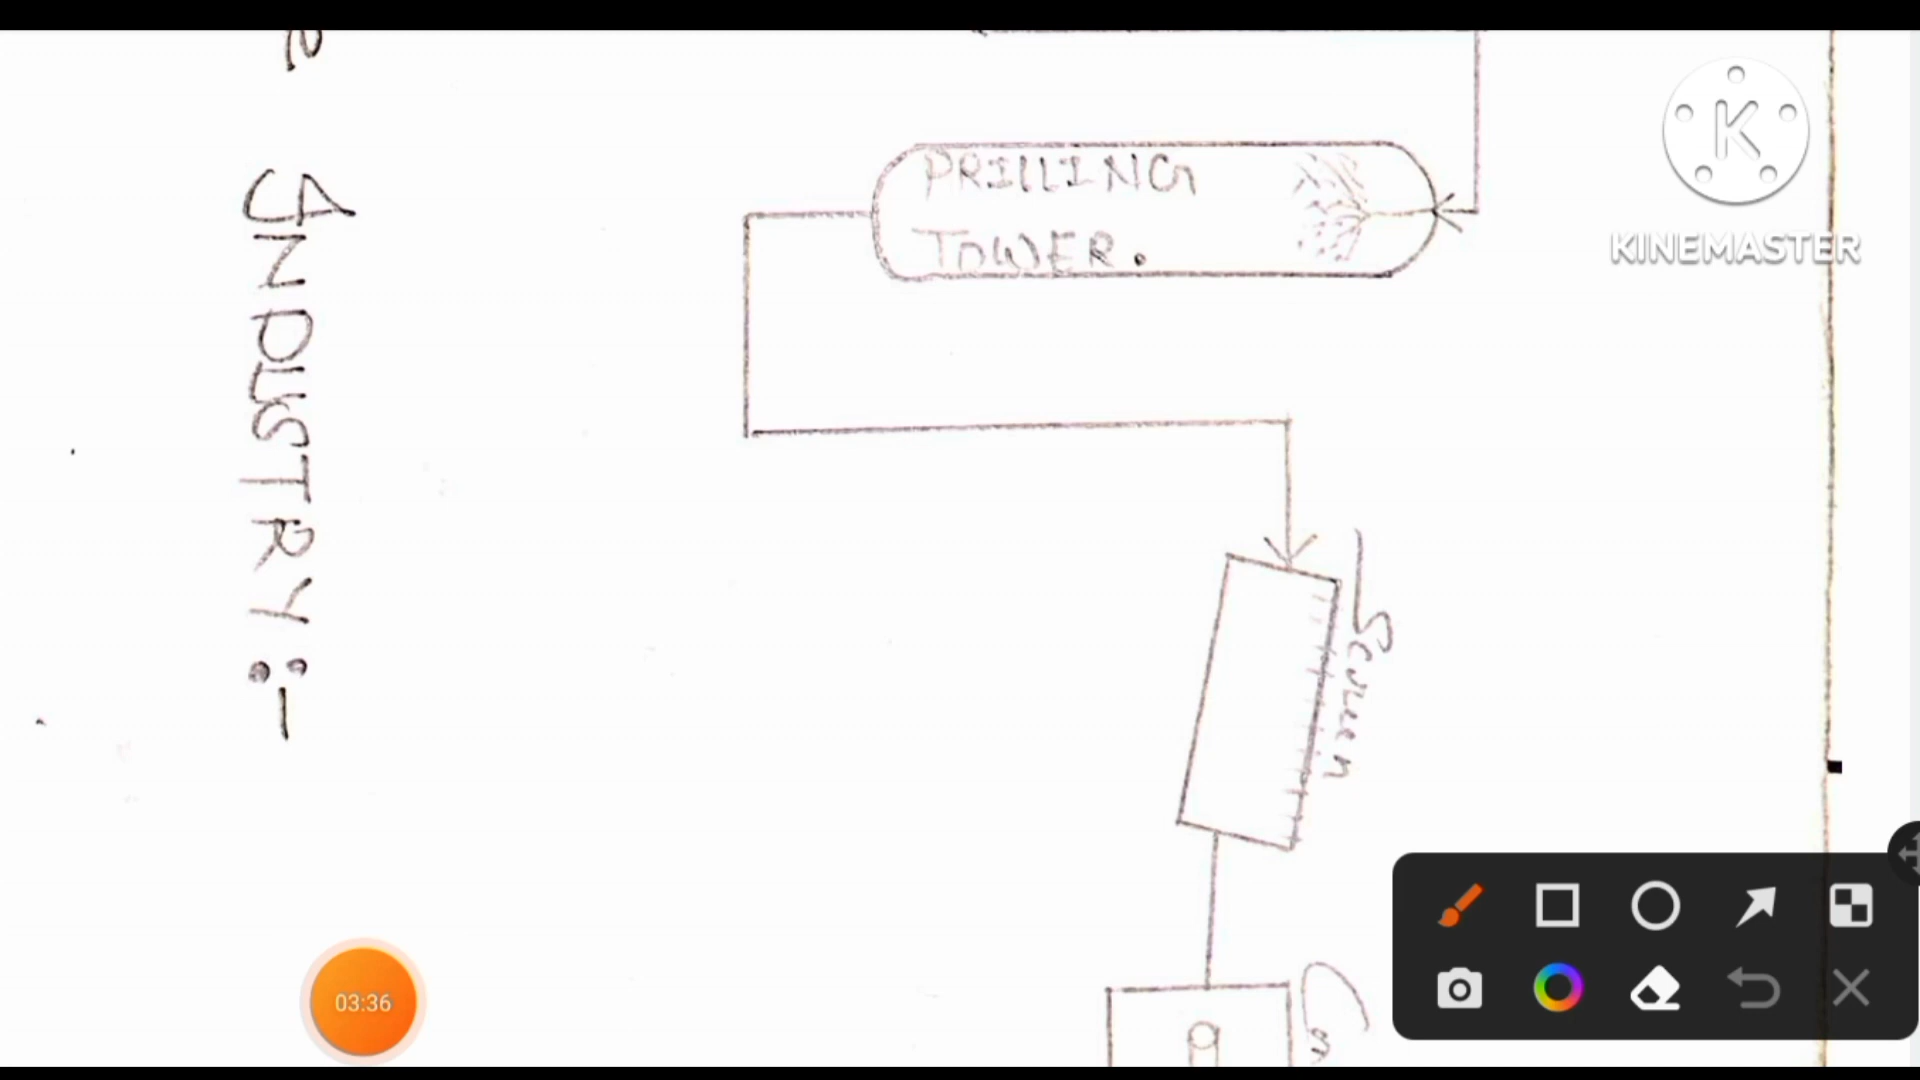 INDUSTRY:-
PRILLING
TOWER.
Screen
K
KINEMASTER
03:36